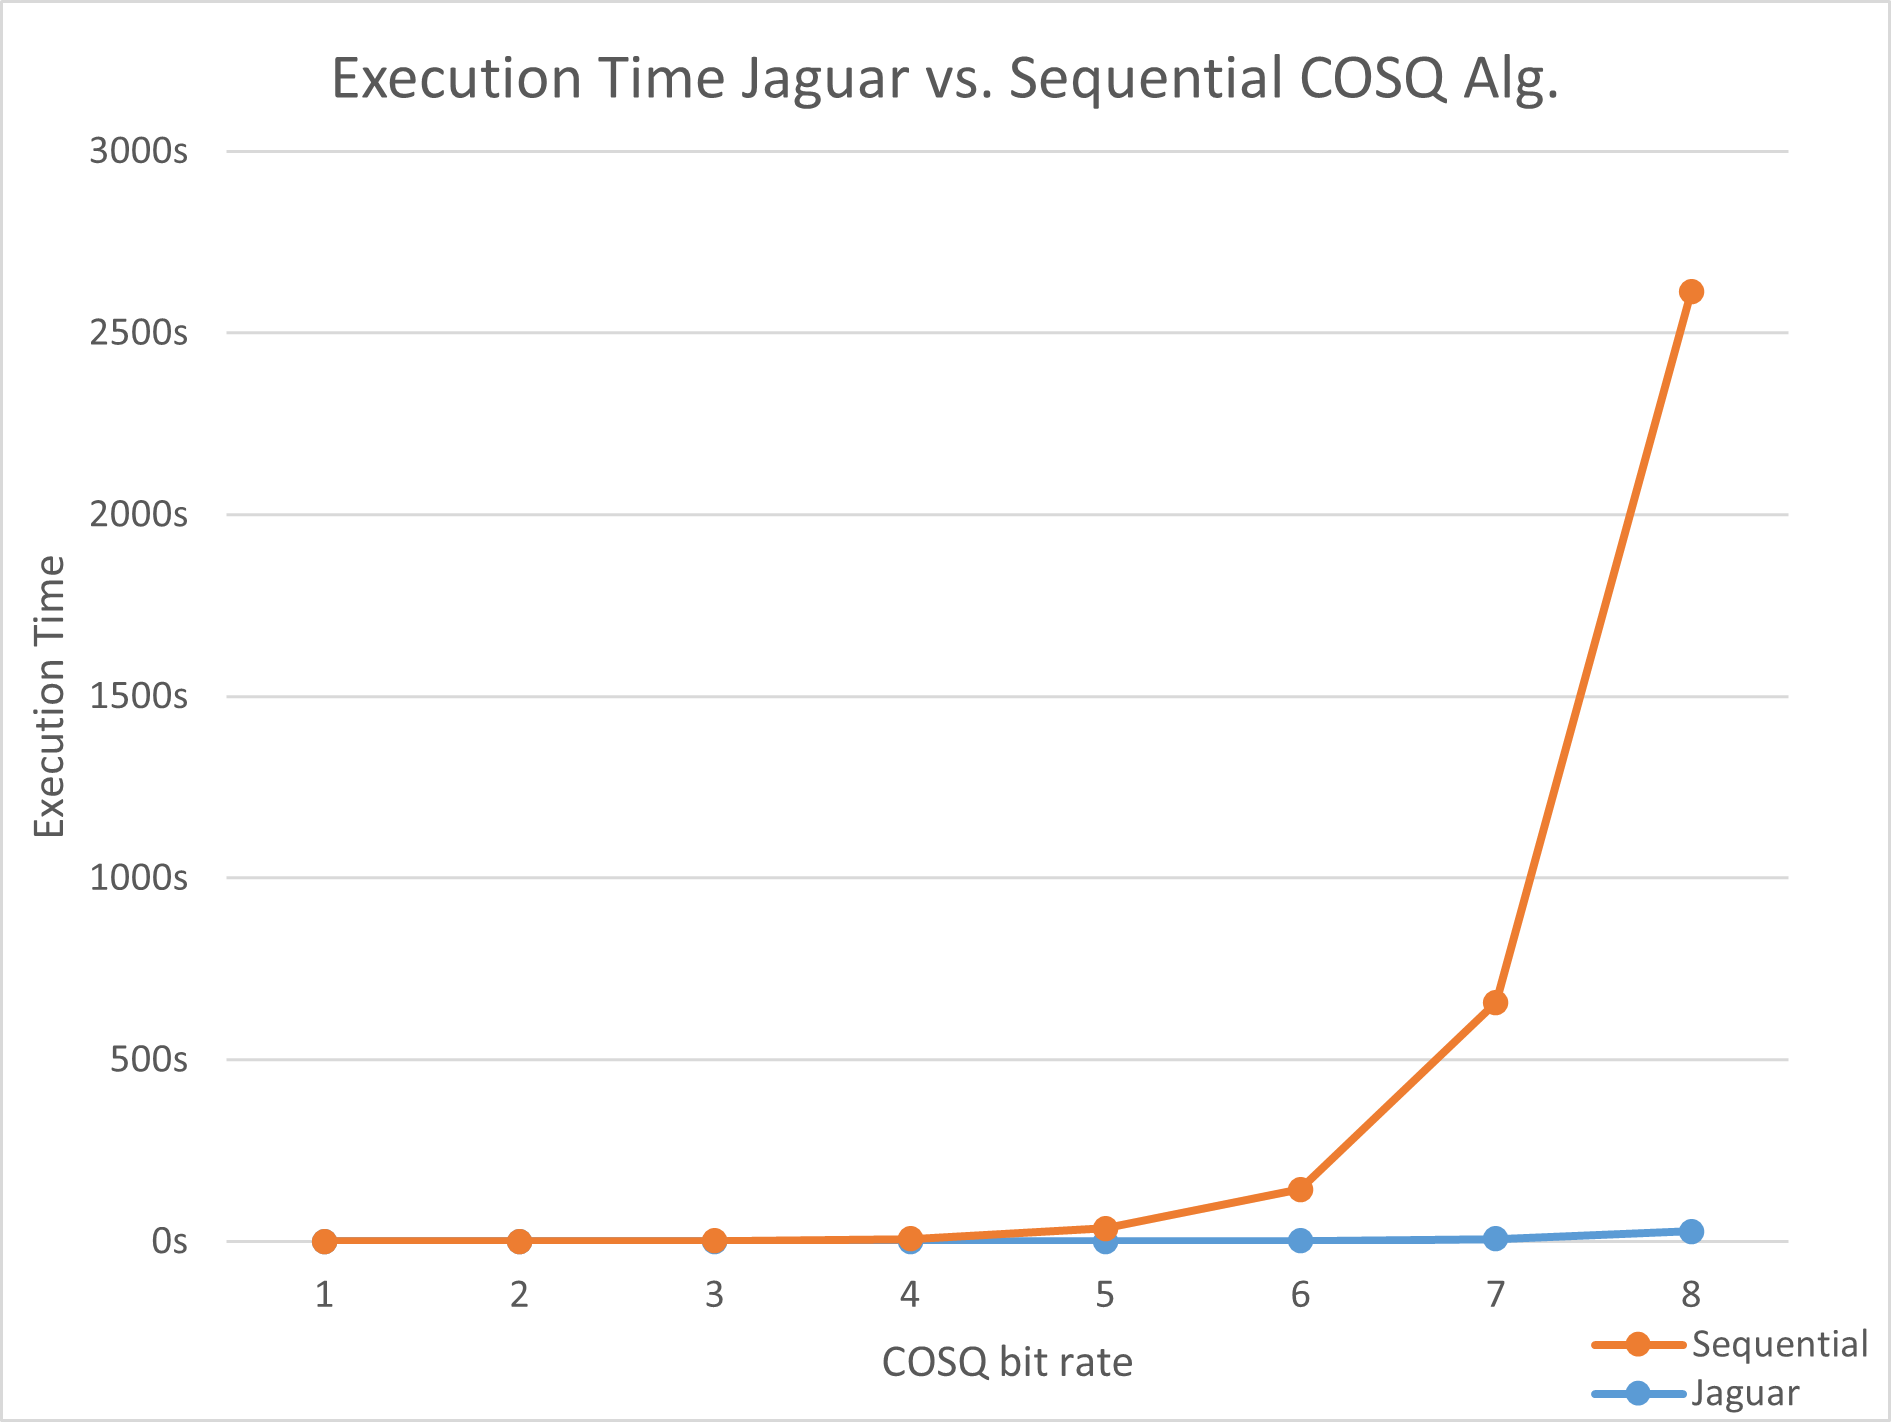 Execution Time Jaguar vs. Sequential COSQ Alg.
3000s
2500s
2000s
1500s
1000s
500s
0s
Execution Time
1 2 3 4 5 6 7 8
COSQ bit rate
Sequential
Jaguar